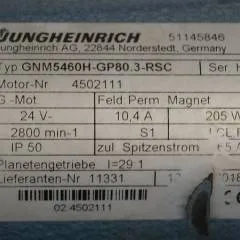 JUNGHEINRICH 51145846
Jungheinrich AG, 22844 Norderstedt, Germany
Typ GNM5460H-GP80.3-RSC Ser.
Motor-Nr 4502111
G.-Mot. Feld: Perm. Magnet
24 V- 10,4 A 205 W
2800 min-1 S1
IP 50 zul. Spitzenstrom
Planetengetriebe I=29:1
Lieferanten-Nr 11331
02.4502111